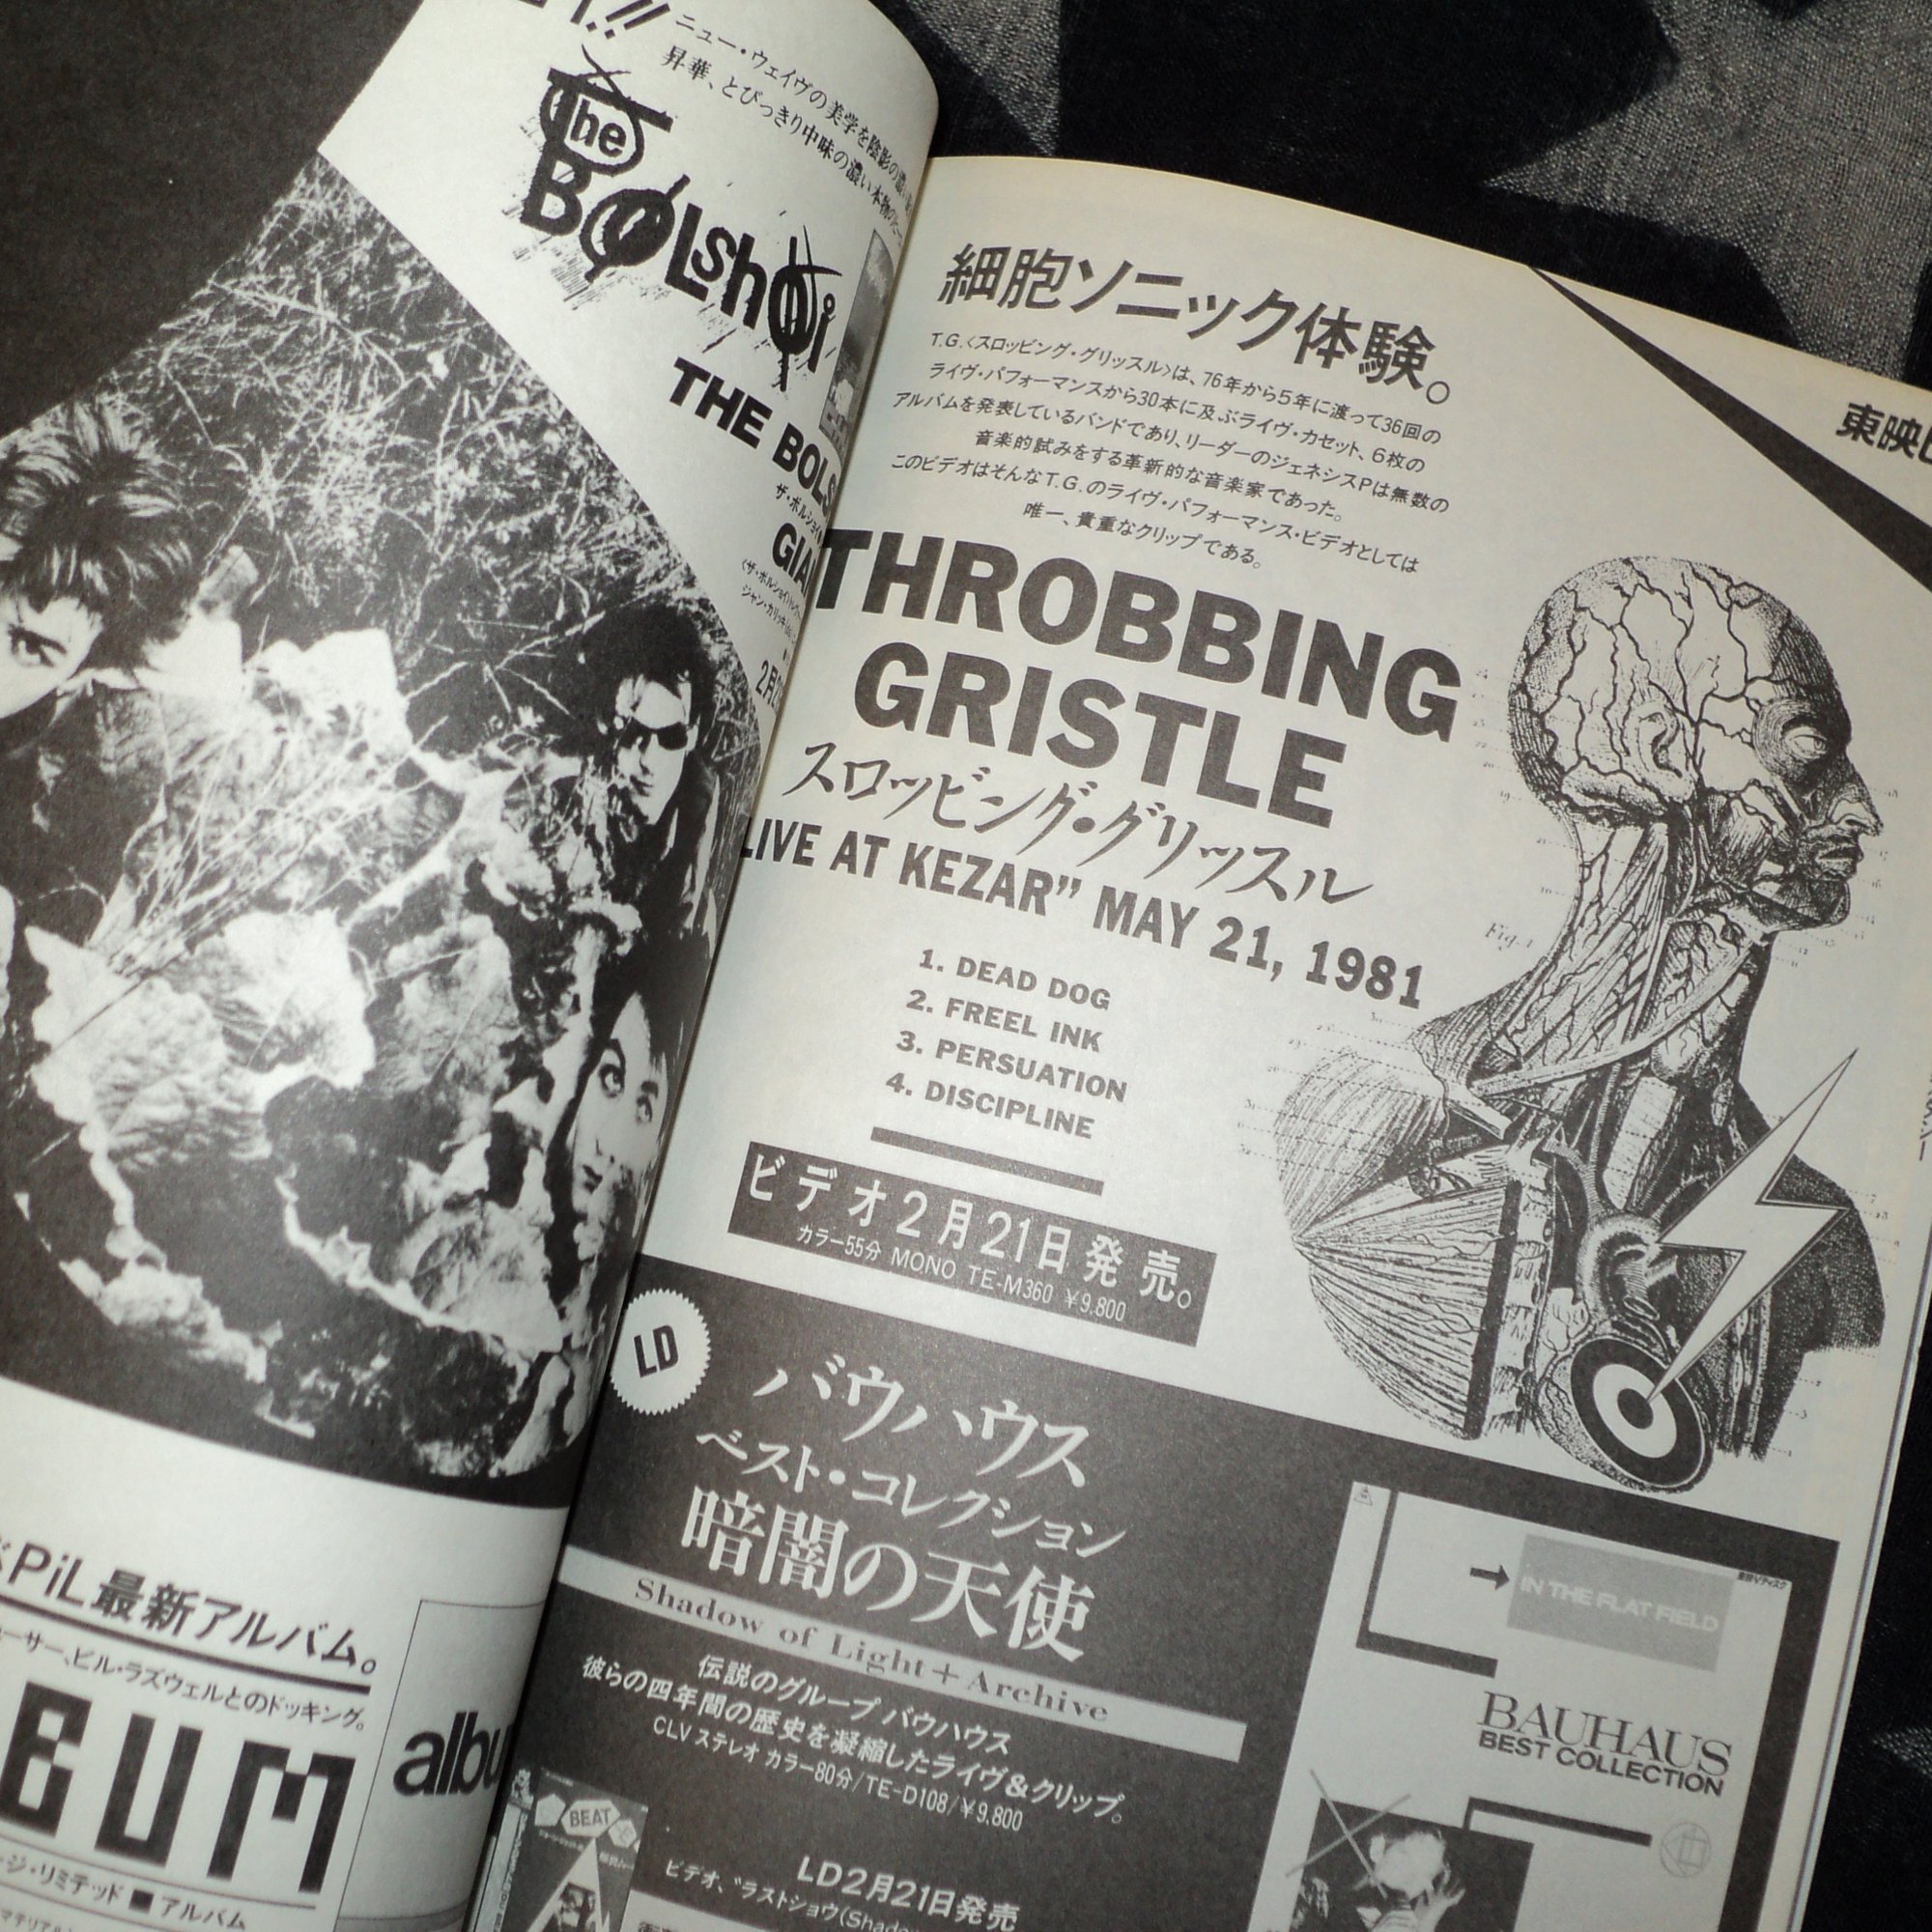 ニュー・ウェイヴの美学を陰影の濃い
昇華、とびっきり中味の濃い本物の
The
BOLShOi
THE BOLS
GIA
2月
PiL最新アルバム。
ーサー、ビル・ラズウェルとのドッキング。
BUM
albu
ージ・リミテッド■アルバム
細胞ソニック体験。
T.G.〈スロッビング・グリッスル〉は、76年から5年に渡って36回の
ライヴ・パフォーマンスから30本に及ぶライヴ・カセット、6枚の
アルバムを発表しているバンドであり、リーダーのジェネシスPは無数の
音楽的試みをする革新的な音楽家であった。
このビデオはそんなT.G.のライヴ・パフォーマンス・ビデオとしては
唯一、貴重なクリップである。
THROBBING
GRISTLE
スロッビング・グリッスル
LIVE AT KEZAR” MAY 21, 1981
1. DEAD DOG
2. FREEL INK
3. PERSUATION
4. DISCIPLINE
ビデオ2月21日発売。
カラー55分 MONO TE-M360 ¥9,800
Fig. 1
東映
LD
バウハウス
ベスト・コレクション
暗闇の天使
Shadow of Light+Archive
伝説のグループ バウハウス
彼らの四年間の歴史を凝縮したライヴ&クリップ。
CLV ステレオ カラー80分/TE-D108/¥9,800
LD2月21日発売
ビデオ、“ラストショウ(Shado
BEAT
→ IN THE FLAT FIELD
BAUHAUS
BEST COLLECTION